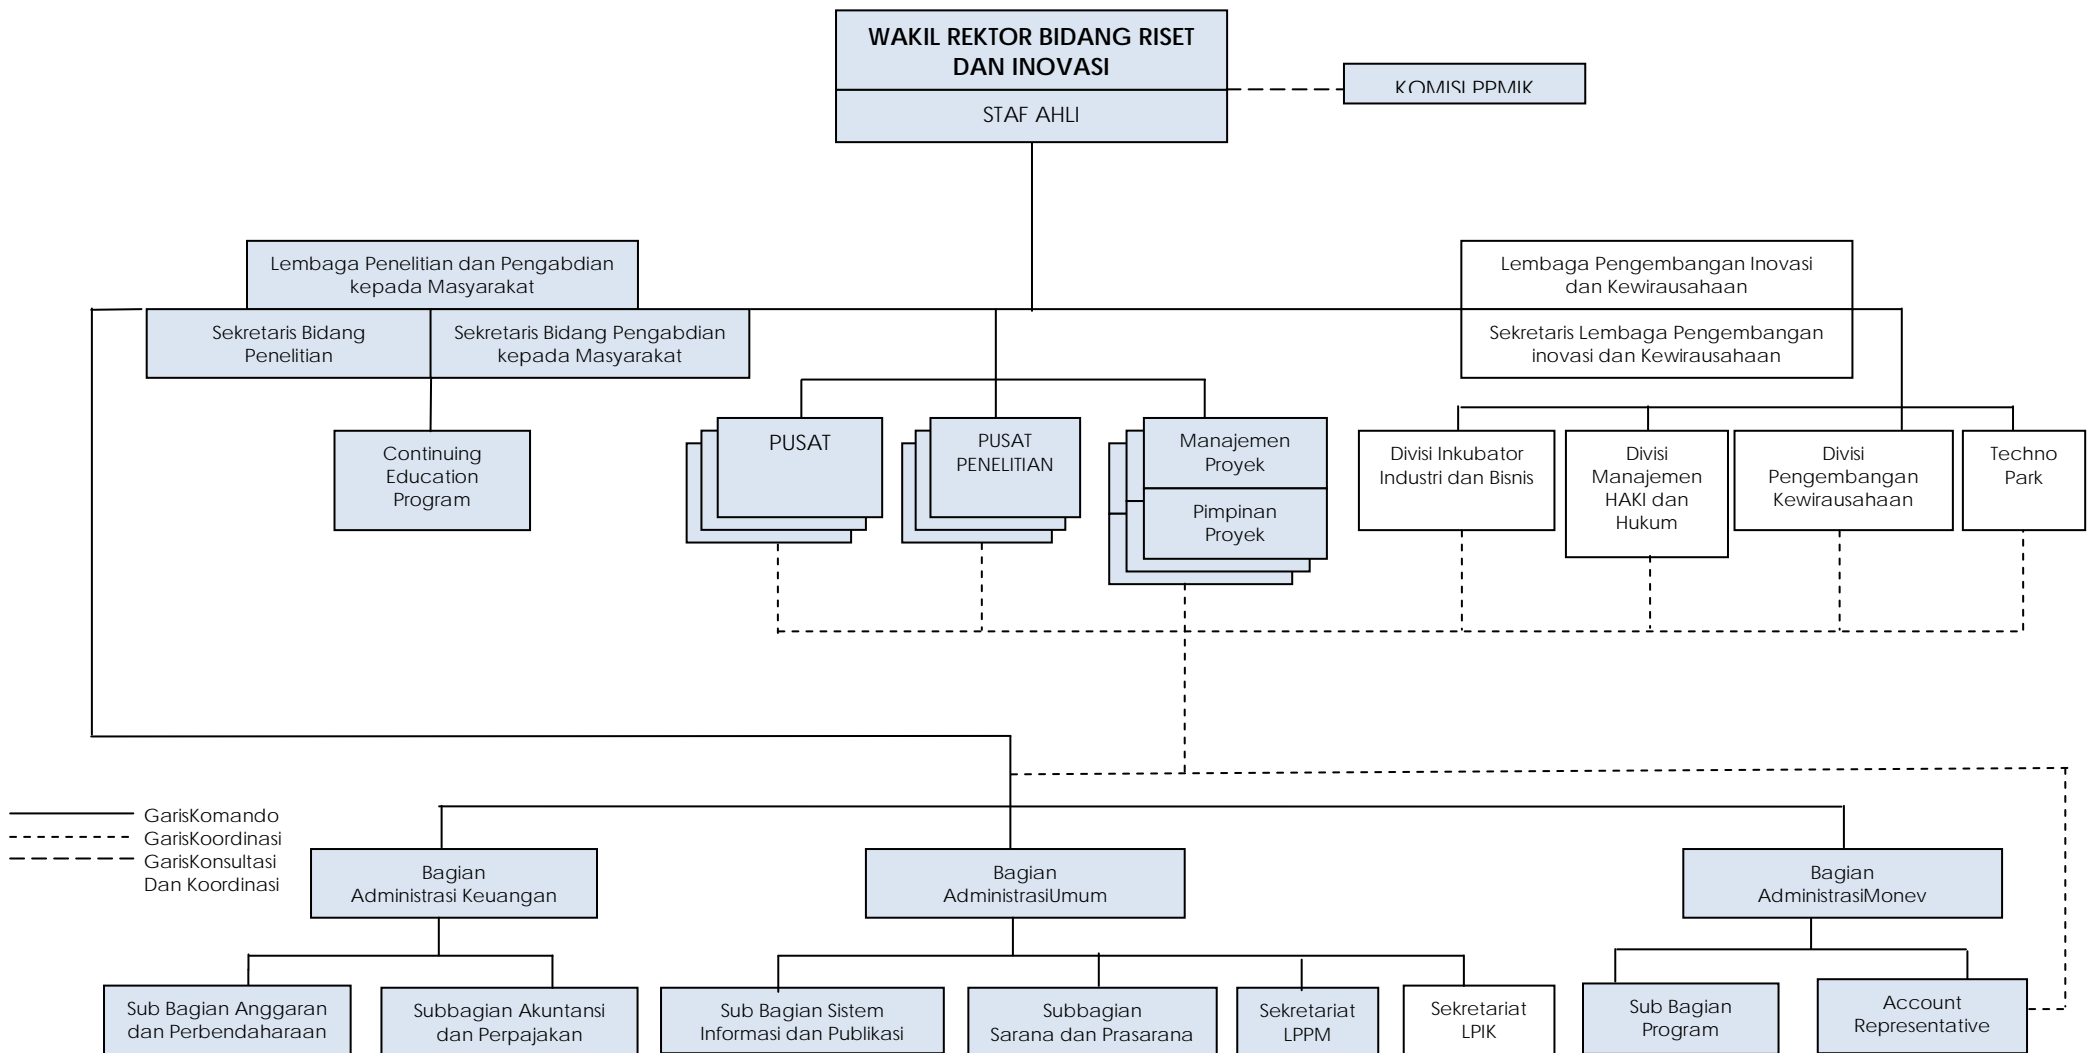 WAKIL REKTOR BIDANG RISET
DAN INOVASI
STAF AHLI
KOMISI PPMIK
Lembaga Penelitian dan Pengabdian
kepada Masyarakat
Sekretaris Bidang
Penelitian
Sekretaris Bidang Pengabdian
kepada Masyarakat
Lembaga Pengembangan Inovasi
dan Kewirausahaan
Sekretaris Lembaga Pengembangan
inovasi dan Kewirausahaan
Continuing
Education
Program
PUSAT
PUSAT
PENELITIAN
Manajemen
Proyek
Pimpinan
Proyek
Divisi Inkubator
Industri dan Bisnis
Divisi
Manajemen
HAKI dan
Hukum
Divisi
Pengembangan
Kewirausahaan
Techno
Park
GarisKomando
GarisKoordinasi
GarisKonsultasi
Dan Koordinasi
Bagian
Administrasi Keuangan
Bagian
AdministrasiUmum
Bagian
AdministrasiMonev
Sub Bagian Anggaran
dan Perbendaharaan
Subbagian Akuntansi
dan Perpajakan
Sub Bagian Sistem
Informasi dan Publikasi
Subbagian
Sarana dan Prasarana
Sekretariat
LPPM
Sekretariat
LPIK
Sub Bagian
Program
Account
Representative